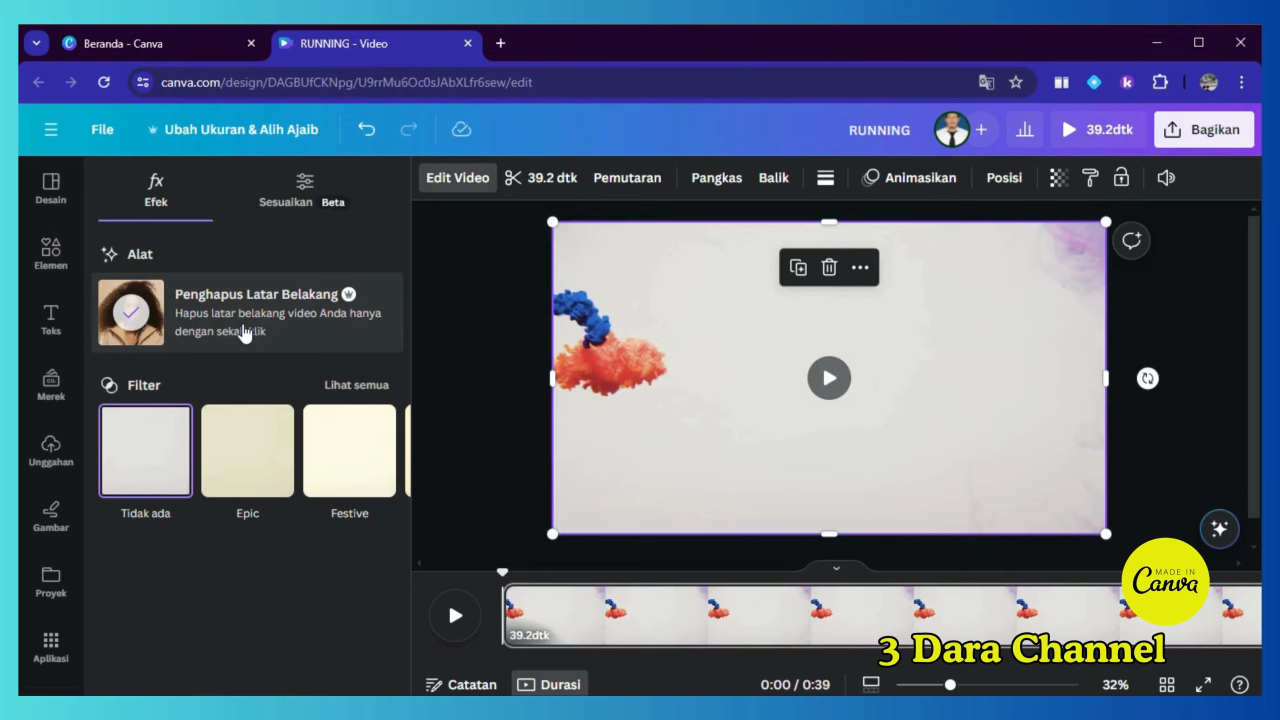 Beranda - Canva
RUNNING - Video
canva.com/design/DAGBUfCKNpg/U9rrMu6Oc0sJAbXLfr6sew/edit
File
Ubah Ukuran & Alih Ajaib
RUNNING
39.2dtk
Bagikan
Desain
Elemen
Teks
Merek
Unggahan
Gambar
Proyek
Aplikasi
fx
Efek
Sesuaikan Beta
Alat
Penghapus Latar Belakang
Hapus latar belakang video Anda hanya
Filter
Lihat semua
Tidak ada
Epic
Festive
Edit Video
39.2 dtk
Pemutaran
Pangkas
Balik
Animasikan
Posisi
39.2dtk
MADE IN
Canva
3 Dara Channel
Catatan
Durasi
0:00 / 0:39
32%